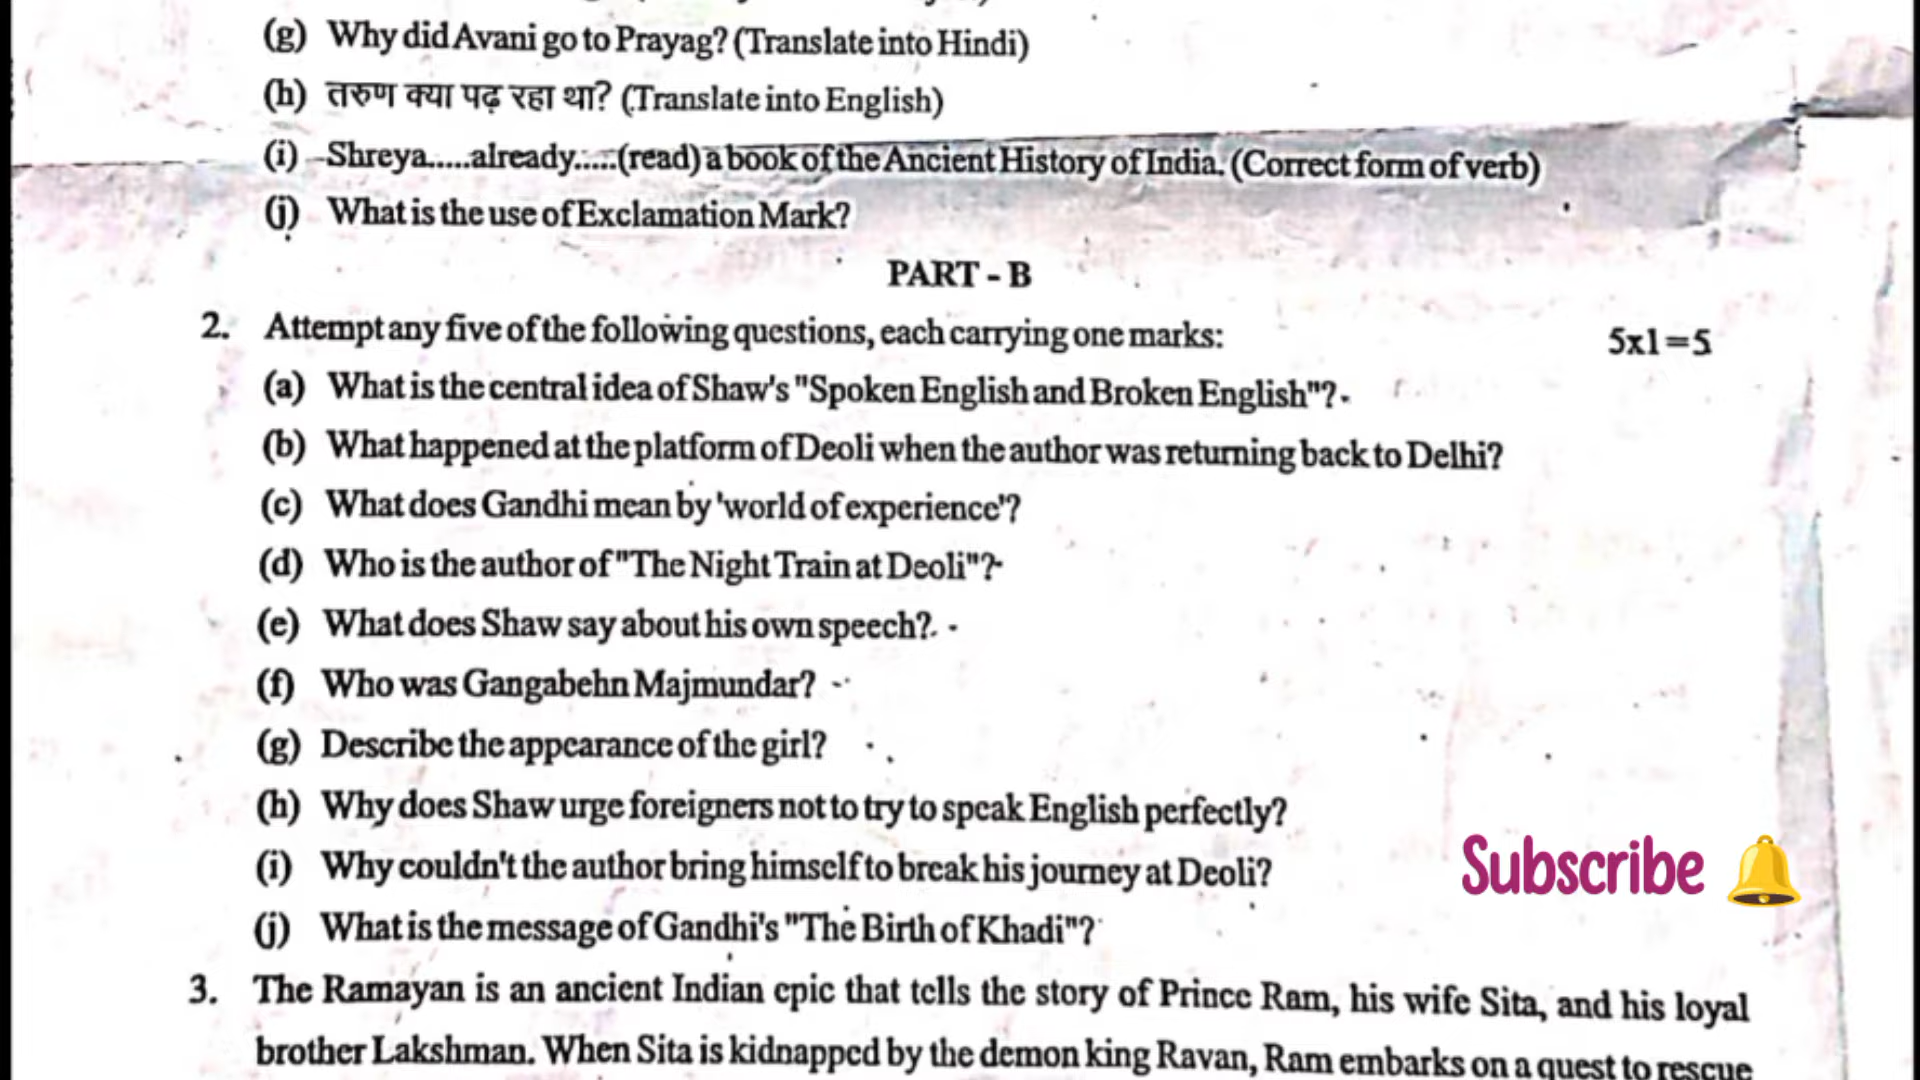 (g) Why did Avani go to Prayag? (Translate into Hindi)
(h) तरुण क्या पढ़ रहा था? (Translate into English)
(i) Shreya.....already.....(read) a book of the Ancient History of India. (Correct form of verb)
(j) What is the use of Exclamation Mark?
PART - B
2. Attempt any five of the following questions, each carrying one marks: 5x1=5
(a) What is the central idea of Shaw's "Spoken English and Broken English"?
(b) What happened at the platform of Deoli when the author was returning back to Delhi?
(c) What does Gandhi mean by 'world of experience'?
(d) Who is the author of "The Night Train at Deoli"?
(e) What does Shaw say about his own speech?
(f) Who was Gangabehn Majmundar?
(g) Describe the appearance of the girl?
(h) Why does Shaw urge foreigners not to try to speak English perfectly?
(i) Why couldn't the author bring himself to break his journey at Deoli?
(j) What is the message of Gandhi's "The Birth of Khadi"?
Subscribe
3. The Ramayan is an ancient Indian epic that tells the story of Prince Ram, his wife Sita, and his loyal
brother Lakshman. When Sita is kidnapped by the demon king Ravan, Ram embarks on a quest to rescue